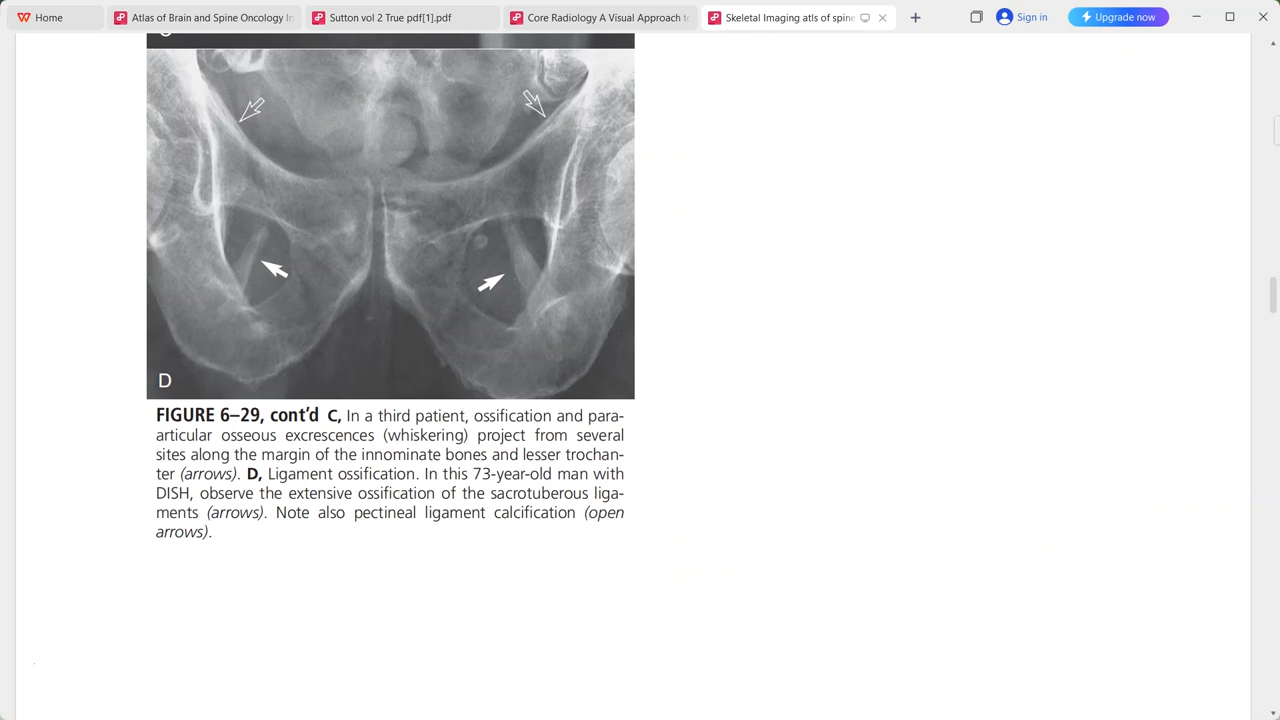 Home
Atlas of Brain and Spine Oncology In
Sutton vol 2 True pdf[1].pdf
Core Radiology A Visual Approach to
Skeletal Imaging atls of spine
Sign in
Upgrade now
D
FIGURE 6–29, cont’d C, In a third patient, ossification and para-
articular osseous excrescences (whiskering) project from several
sites along the margin of the innominate bones and lesser trochan-
ter (arrows). D, Ligament ossification. In this 73-year-old man with
DISH, observe the extensive ossification of the sacrotuberous liga-
ments (arrows). Note also pectineal ligament calcification (open
arrows).